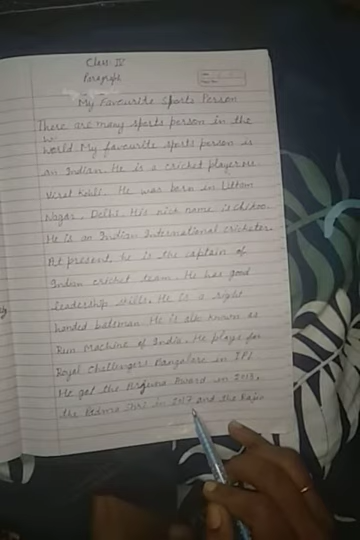 Class IV
Paragraph
My Favourite Sports Person
There are many sports person in the
world. My favourite sports person is
an Indian. He is a cricket player. He
Virat Kohli. He was born in Uttam
Nagar, Delhi. His nick name is chikoo.
He is an Indian International cricketer.
At present, he is the captain of
Indian cricket team. He has good
leadership skills. He is a right
handed batsman. He is also known as
Run Machine of India. He plays for
Royal Challengers Bangalore in IPL
He got the Arjuna Award in 2013,
the Padma Shri in 2017 and the Rajiv